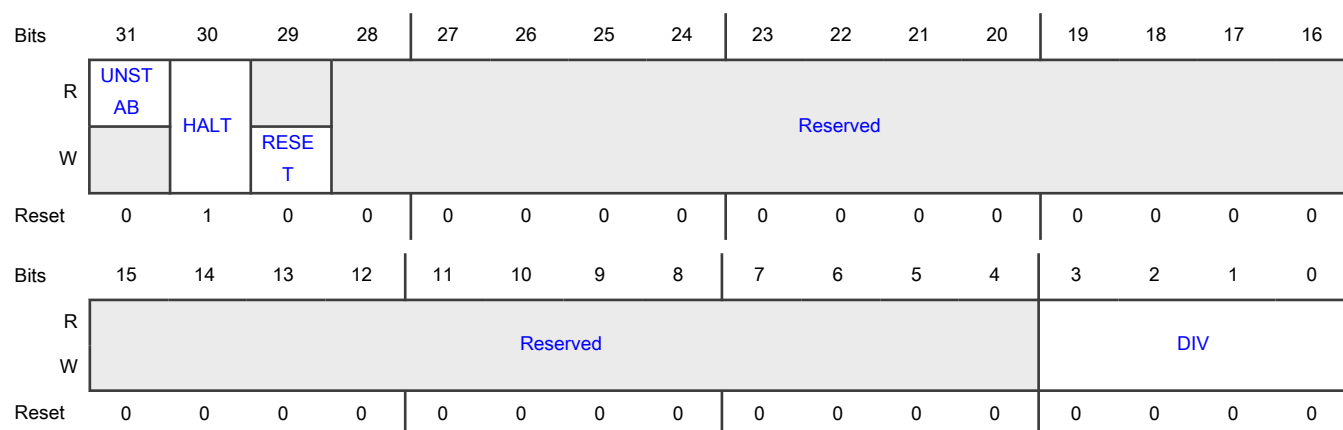 Bits 31 30 29 28 27 26 25 24 23 22 21 20 19 18 17 16
R UNST
AB
HALT Reserved
W RESE
T
Reset 0 1 0 0 0 0 0 0 0 0 0 0 0 0 0 0
Bits 15 14 13 12 11 10 9 8 7 6 5 4 3 2 1 0
R
Reserved DIV
W
Reset 0 0 0 0 0 0 0 0 0 0 0 0 0 0 0 0